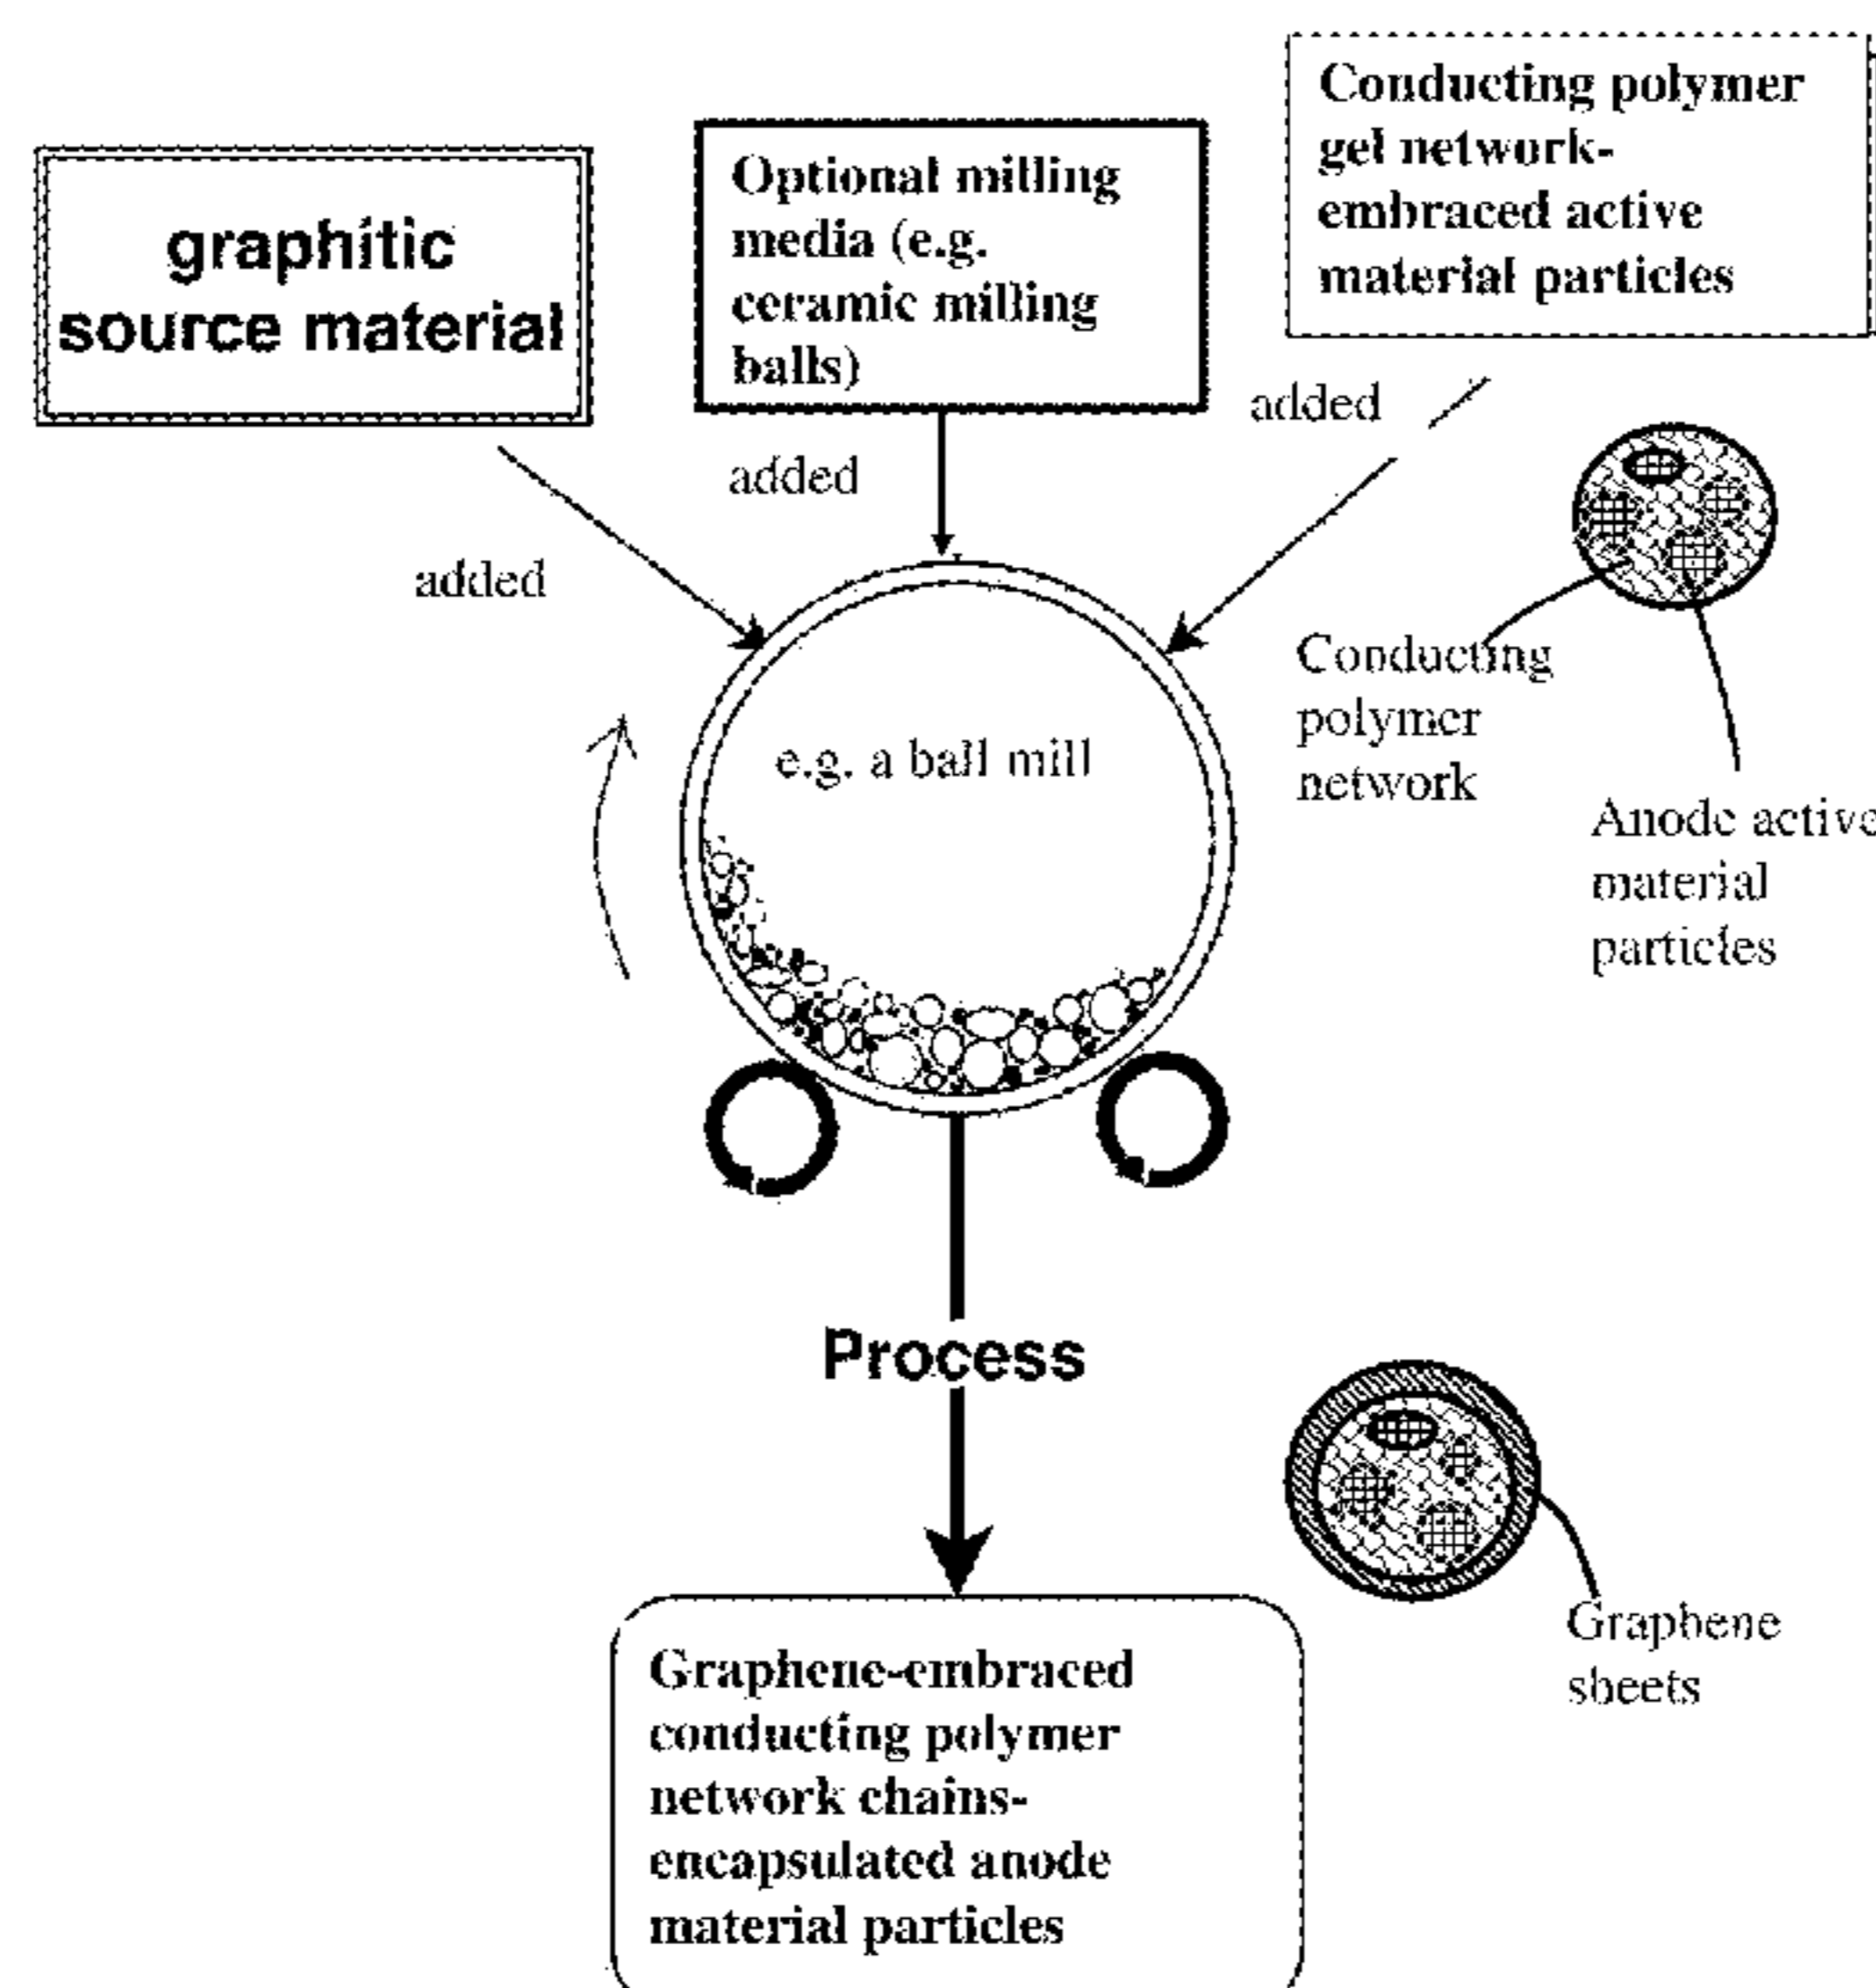 graphitic
source material
Optional milling
media (e.g.
ceramic milling
balls)
Conducting polymer
gel network-
embraced active
material particles
added
added
added
e.g. a ball mill
Conducting
polymer
network
Anode active
material
particles
Process
Graphene
sheets
Graphene-embraced
conducting polymer
network chains-
encapsulated anode
material particles